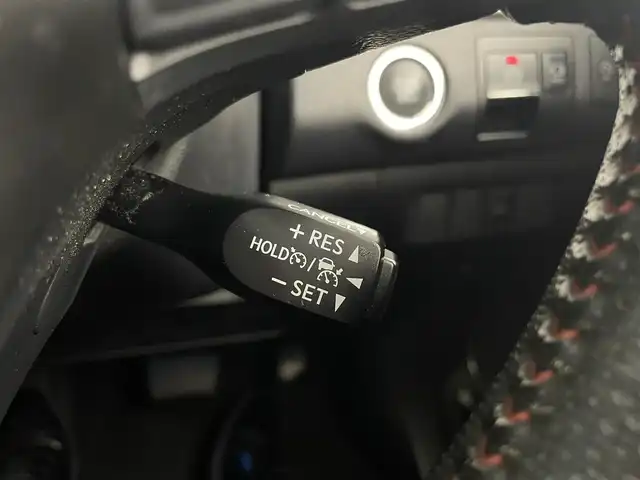 CANCEL
+ RES
HOLD /
− SET